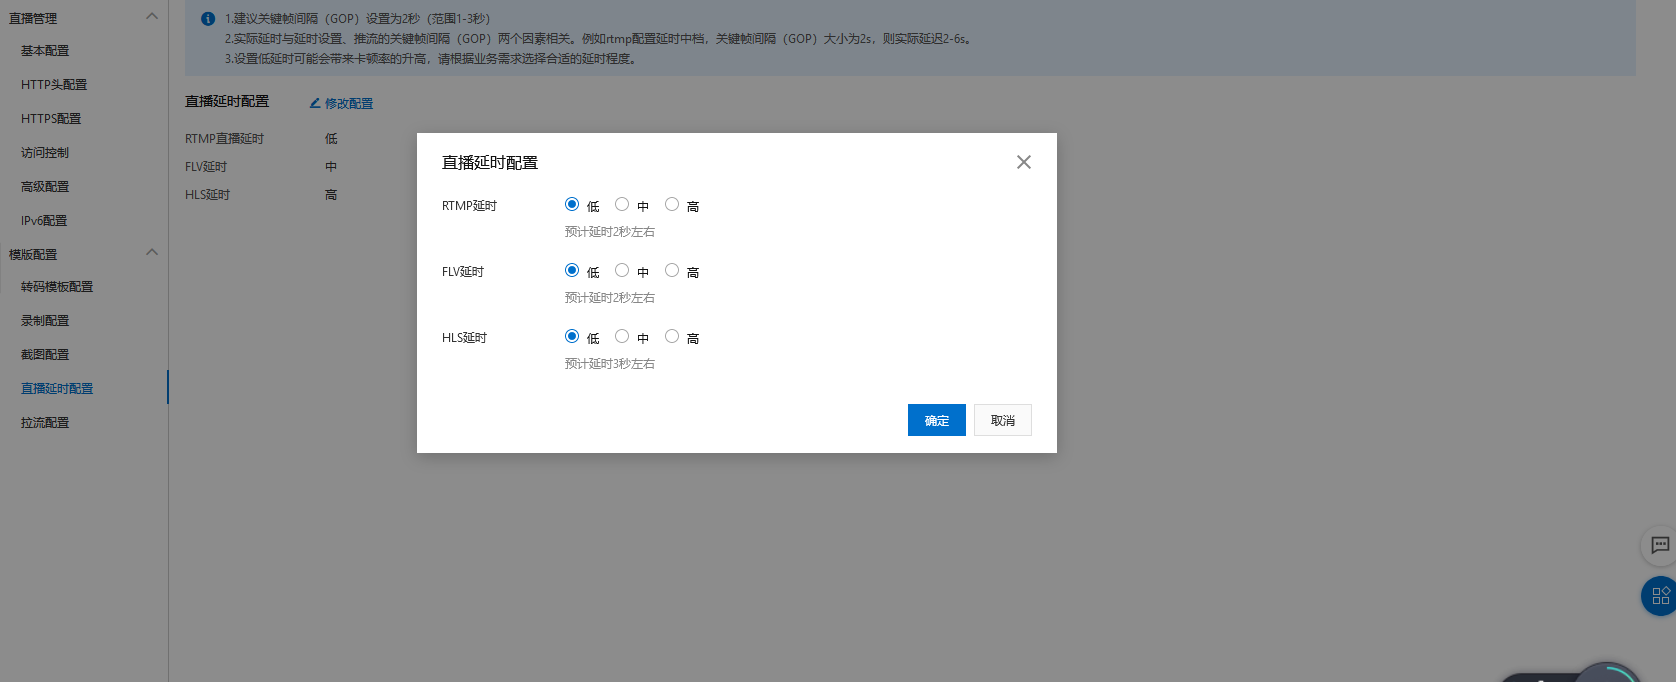 直播管理
基本配置
HTTP头配置
HTTPS配置
访问控制
高级配置
IPv6配置
模版配置
转码模板配置
录制配置
截图配置
直播延时配置
拉流配置
1.建议关键帧间隔（GOP）设置为2秒（范围1-3秒）
2.实际延时与延时设置、推流的关键帧间隔（GOP）两个因素相关。例如rtmp配置延时中档，关键帧间隔（GOP）大小为2s，则实际延迟2-6s。
3.设置低延时可能会带来卡顿率的升高，请根据业务需求选择合适的延时程度。
直播延时配置 修改配置
RTMP直播延时 低
FLV延时 中
HLS延时 高
直播延时配置
RTMP延时 低 中 高
预计延时2秒左右
FLV延时 低 中 高
预计延时2秒左右
HLS延时 低 中 高
预计延时3秒左右
确定 取消